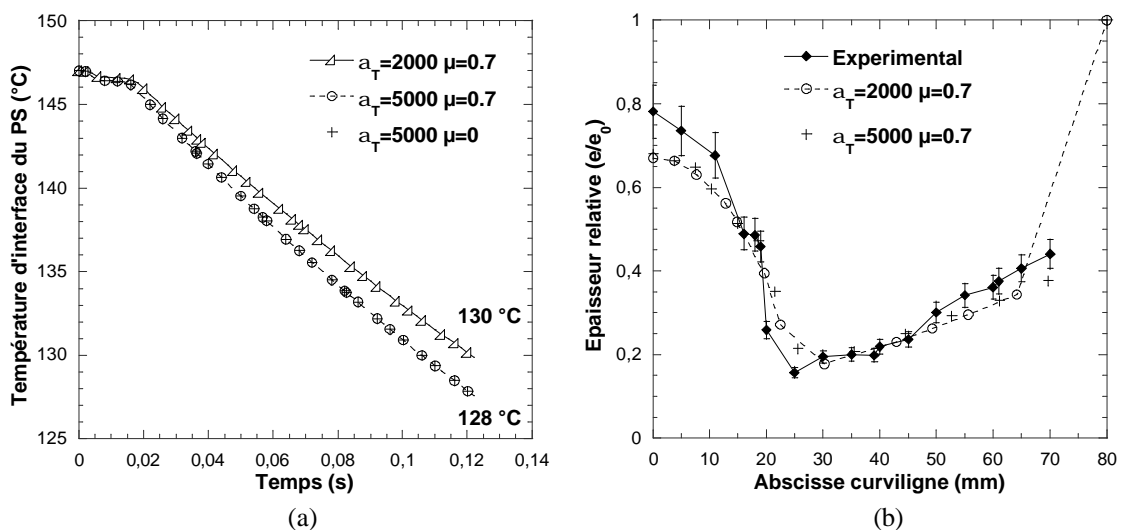 150
145
140
135
130
125
Température d'interface du PS (°C)
0
0,02
0,04
0,06
0,08
0,1
0,12
0,14
Temps (s)
aT=2000 µ=0.7
aT=5000 µ=0.7
aT=5000 µ=0
130 °C
128 °C
(a)
1
0,8
0,6
0,4
0,2
0
Epaisseur relative (e/e0)
0
10
20
30
40
50
60
70
80
Abscisse curviligne (mm)
Experimental
aT=2000 µ=0.7
aT=5000 µ=0.7
(b)